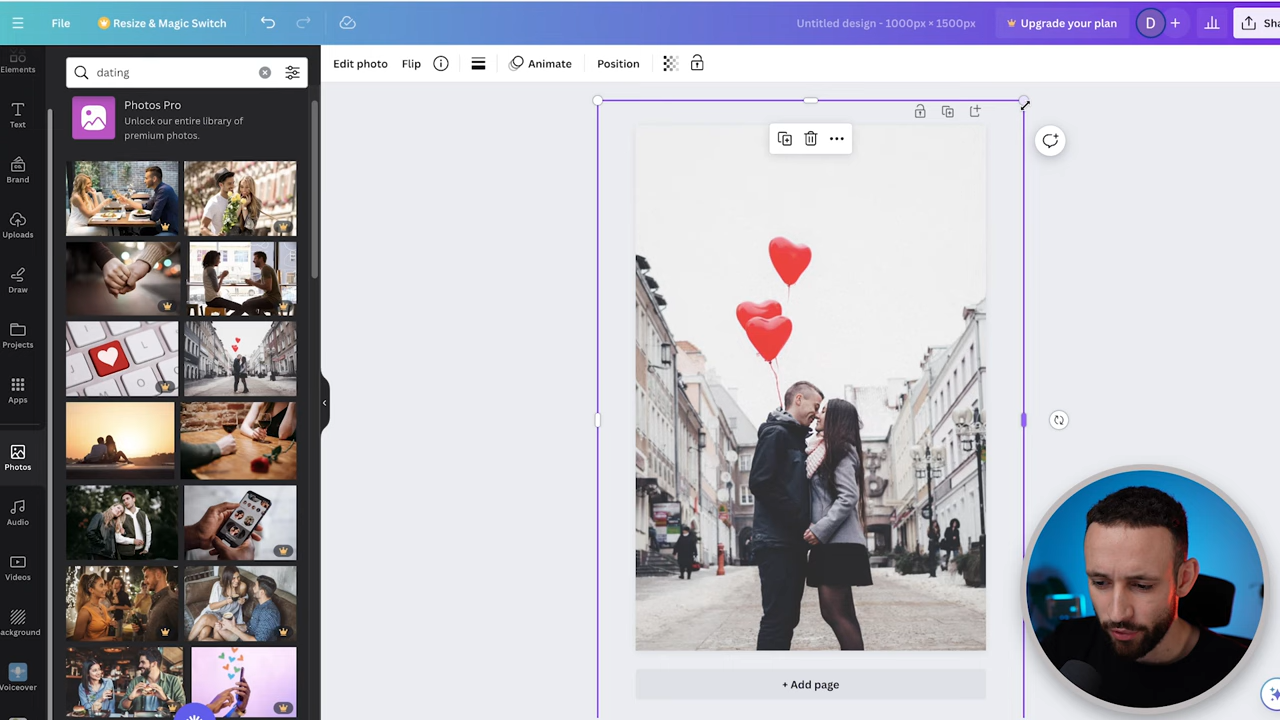 File
Resize & Magic Switch
Untitled design - 1000px × 1500px
Upgrade your plan
D
Sha
Elements
Text
Brand
Uploads
Draw
Projects
Apps
Photos
Audio
Videos
ackground
Voiceover
dating
Photos Pro
Unlock our entire library of
premium photos.
Edit photo
Flip
Animate
Position
+ Add page